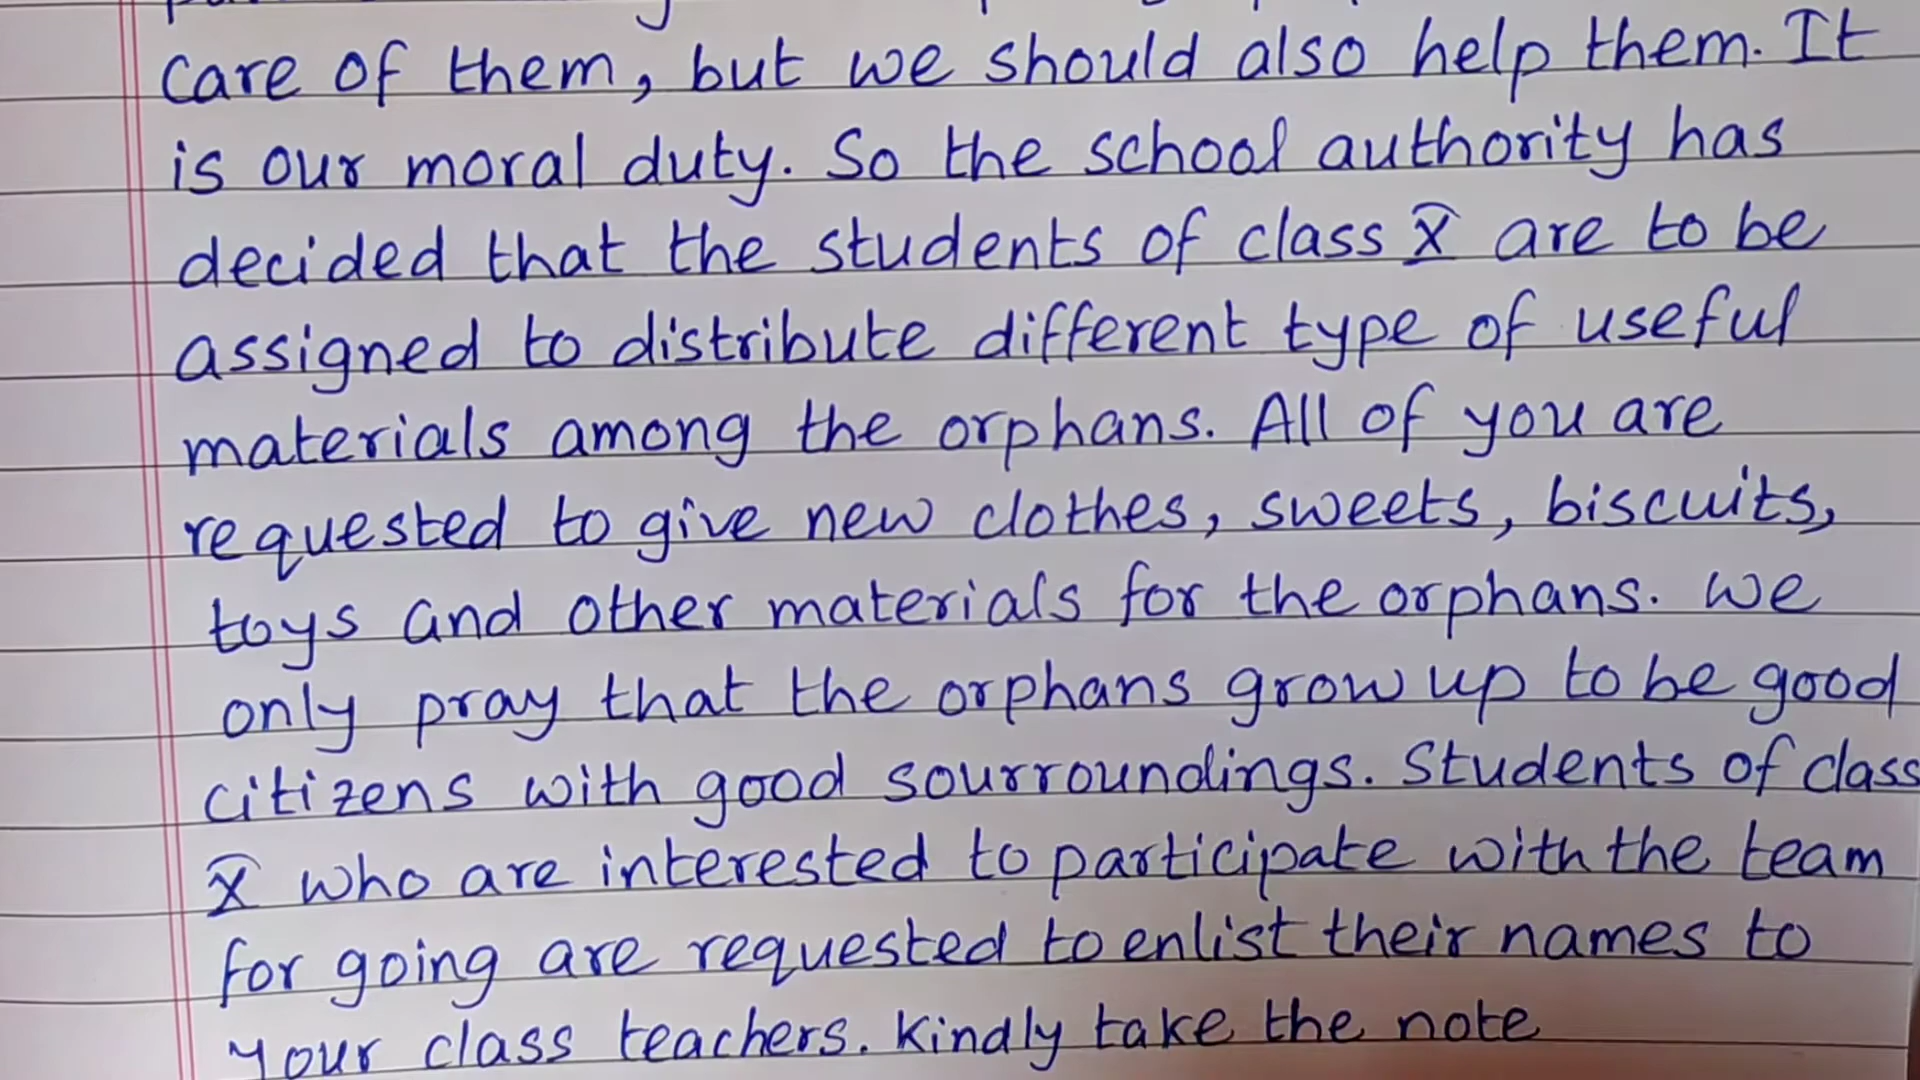 care of them, but we should also help them. It
is our moral duty. So the school authority has
decided that the students of class X are to be
assigned to distribute different type of useful
materials among the orphans. All of you are
requested to give new clothes, sweets, biscuits,
toys and other materials for the orphans. We
only pray that the orphans grow up to be good
citizens with good sourroundings. Students of class
X who are interested to participate with the team
for going are requested to enlist their names to
your class teachers. Kindly take the note